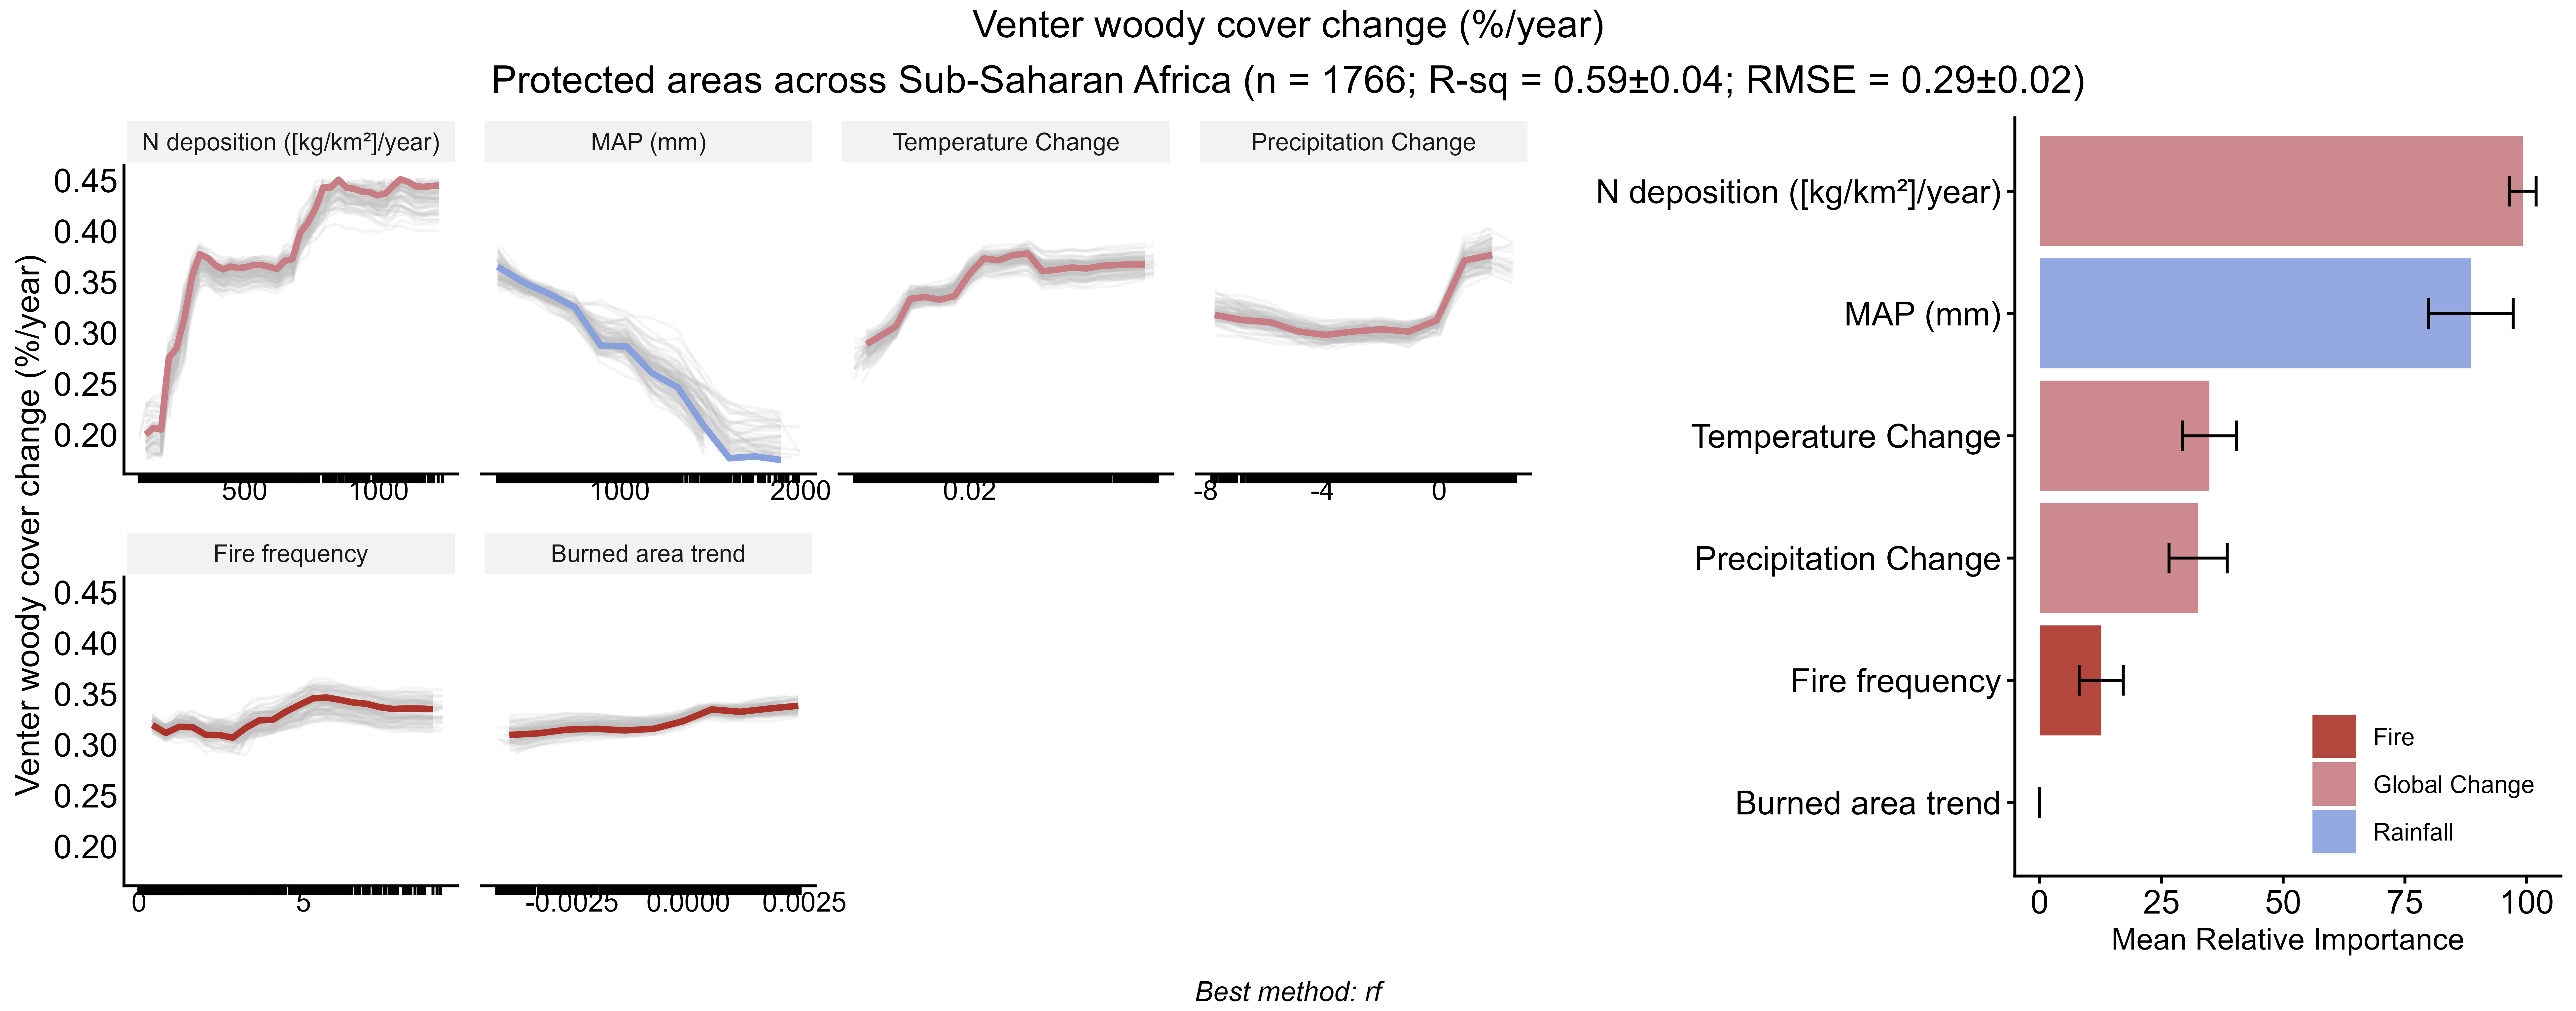 Venter woody cover change (%/year)
Protected areas across Sub-Saharan Africa (n = 1766; R-sq = 0.59±0.04; RMSE = 0.29±0.02)
Venter woody cover change (%/year)
N deposition ([kg/km²]/year)
MAP (mm)
Temperature Change
Precipitation Change
0.45
0.40
0.35
0.30
0.25
0.20
500
1000
1000
2000
0.02
-8
-4
0
Fire frequency
Burned area trend
0.45
0.40
0.35
0.30
0.25
0.20
0
5
-0.0025
0.0000
0.0025
N deposition ([kg/km²]/year)
MAP (mm)
Temperature Change
Precipitation Change
Fire frequency
Burned area trend
Fire
Global Change
Rainfall
0
25
50
75
100
Mean Relative Importance
Best method: rf